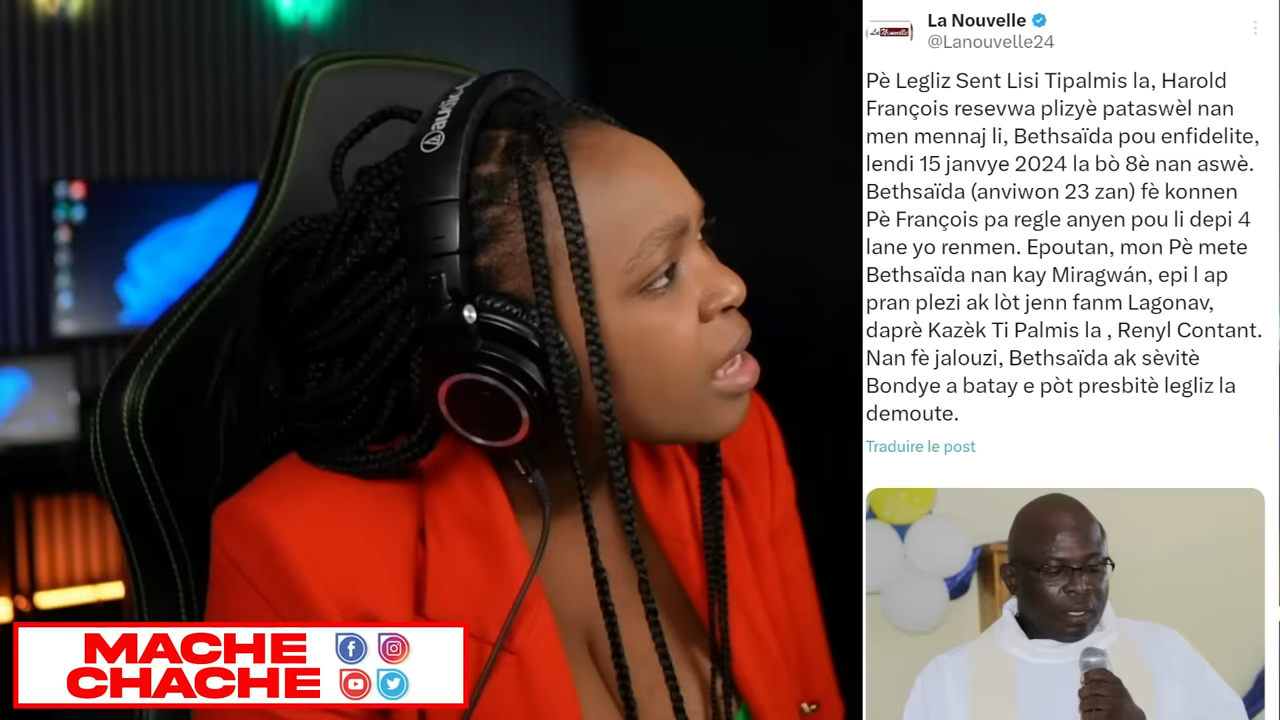 audio-
MACHE
CHACHE
La Nouvelle
@Lanouvelle24
La Nouvelle
Pè Legliz Sent Lisi Tipalmis la, Harold
François resevwa plizyè pataswèl nan
men mennaj li, Bethsaïda pou enfidelite,
lendi 15 janvye 2024 la bò 8è nan aswè.
Bethsaïda (anviwon 23 zan) fè konnen
Pè François pa regle anyen pou li depi 4
lane yo renmen. Epoutan, mon Pè mete
Bethsaïda nan kay Miragwán, epi l ap
pran plezi ak lòt jenn fanm Lagonav,
daprè Kazèk Ti Palmis la , Renyl Contant.
Nan fè jalouzi, Bethsaïda ak sèvitè
Bondye a batay e pòt presbitè legliz la
demoute.
Traduire le post